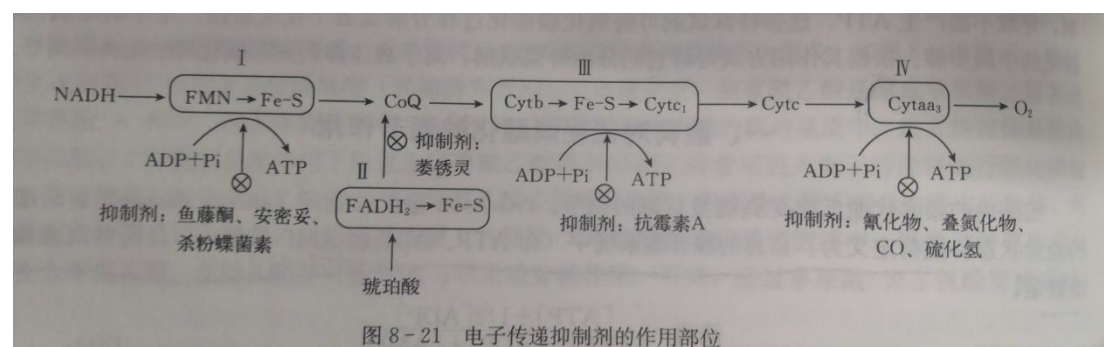 Ⅰ Ⅲ Ⅳ
NADH FMN Fe-S CoQ Cytb Fe-S Cytc₁ Cytc Cytaa₃ O₂
ADP+Pi ATP
抑制剂：鱼藤酮、安密妥、
杀粉蝶菌素
抑制剂：
萎锈灵
Ⅱ
FADH₂ Fe-S
琥珀酸
ADP+Pi ATP
抑制剂：抗霉素A
ADP+Pi ATP
抑制剂：氰化物、叠氮化物、
CO、硫化氢
图 8-21 电子传递抑制剂的作用部位